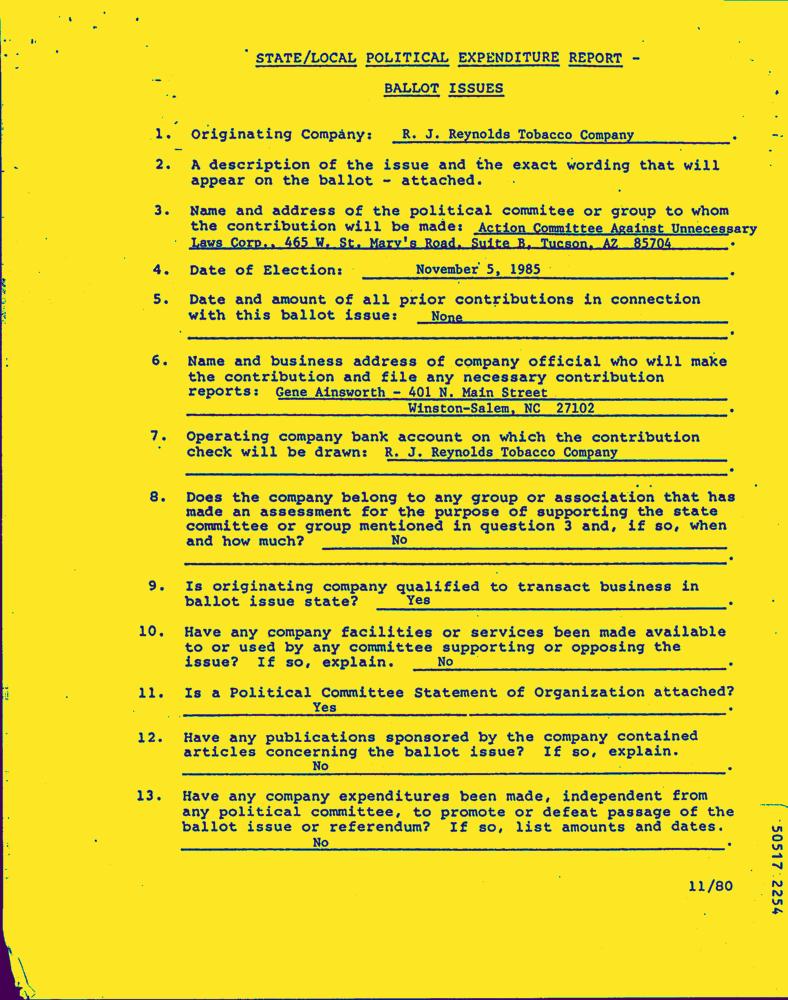 STATE/LOCAL POLITICAL EXPENDITURE REPORT -
BALLOT ISSUES
1. Originating Company: R. J. Reynolds Tobacco Company.
2. A description of the issue and the exact wording that will
appear on the ballot - attached.
3. Name and address of the political commitee or group to whom
the contribution will be made: Action Committee Against Unnecessary
Laws Corp., 465 W. St. Mary's Road, Suite B, Tucson, AZ 85704.
4. Date of Election: November 5, 1985.
5. Date and amount of all prior contributions in connection
with this ballot issue: None
.
6. Name and business address of company official who will make
the contribution and file any necessary contribution
reports: Gene Ainsworth - 401 N. Main Street
Winston-Salem, NC 27102.
7. Operating company bank account on which the contribution
check will be drawn: R. J. Reynolds Tobacco Company
.
8. Does the company belong to any group or association that has
made an assessment for the purpose of supporting the state
committee or group mentioned in question 3 and, if so, when
and how much? No
.
9. Is originating company qualified to transact business in
ballot issue state? Yes.
10. Have any company facilities or services been made available
to or used by any committee supporting or opposing the
issue? If so, explain. No.
11. Is a Political Committee Statement of Organization attached?
Yes.
12. Have any publications sponsored by the company contained
articles concerning the ballot issue? If so, explain.
No.
13. Have any company expenditures been made, independent from
any political committee, to promote or defeat passage of the
ballot issue or referendum? If so, list amounts and dates.
No.
11/80
50517 2254